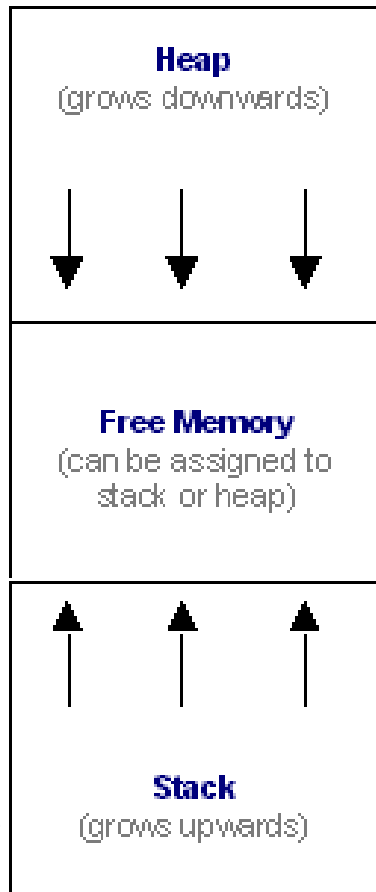 Heap
(grows downwards)
Free Memory
(can be assigned to
stack or heap)
Stack
(grows upwards)